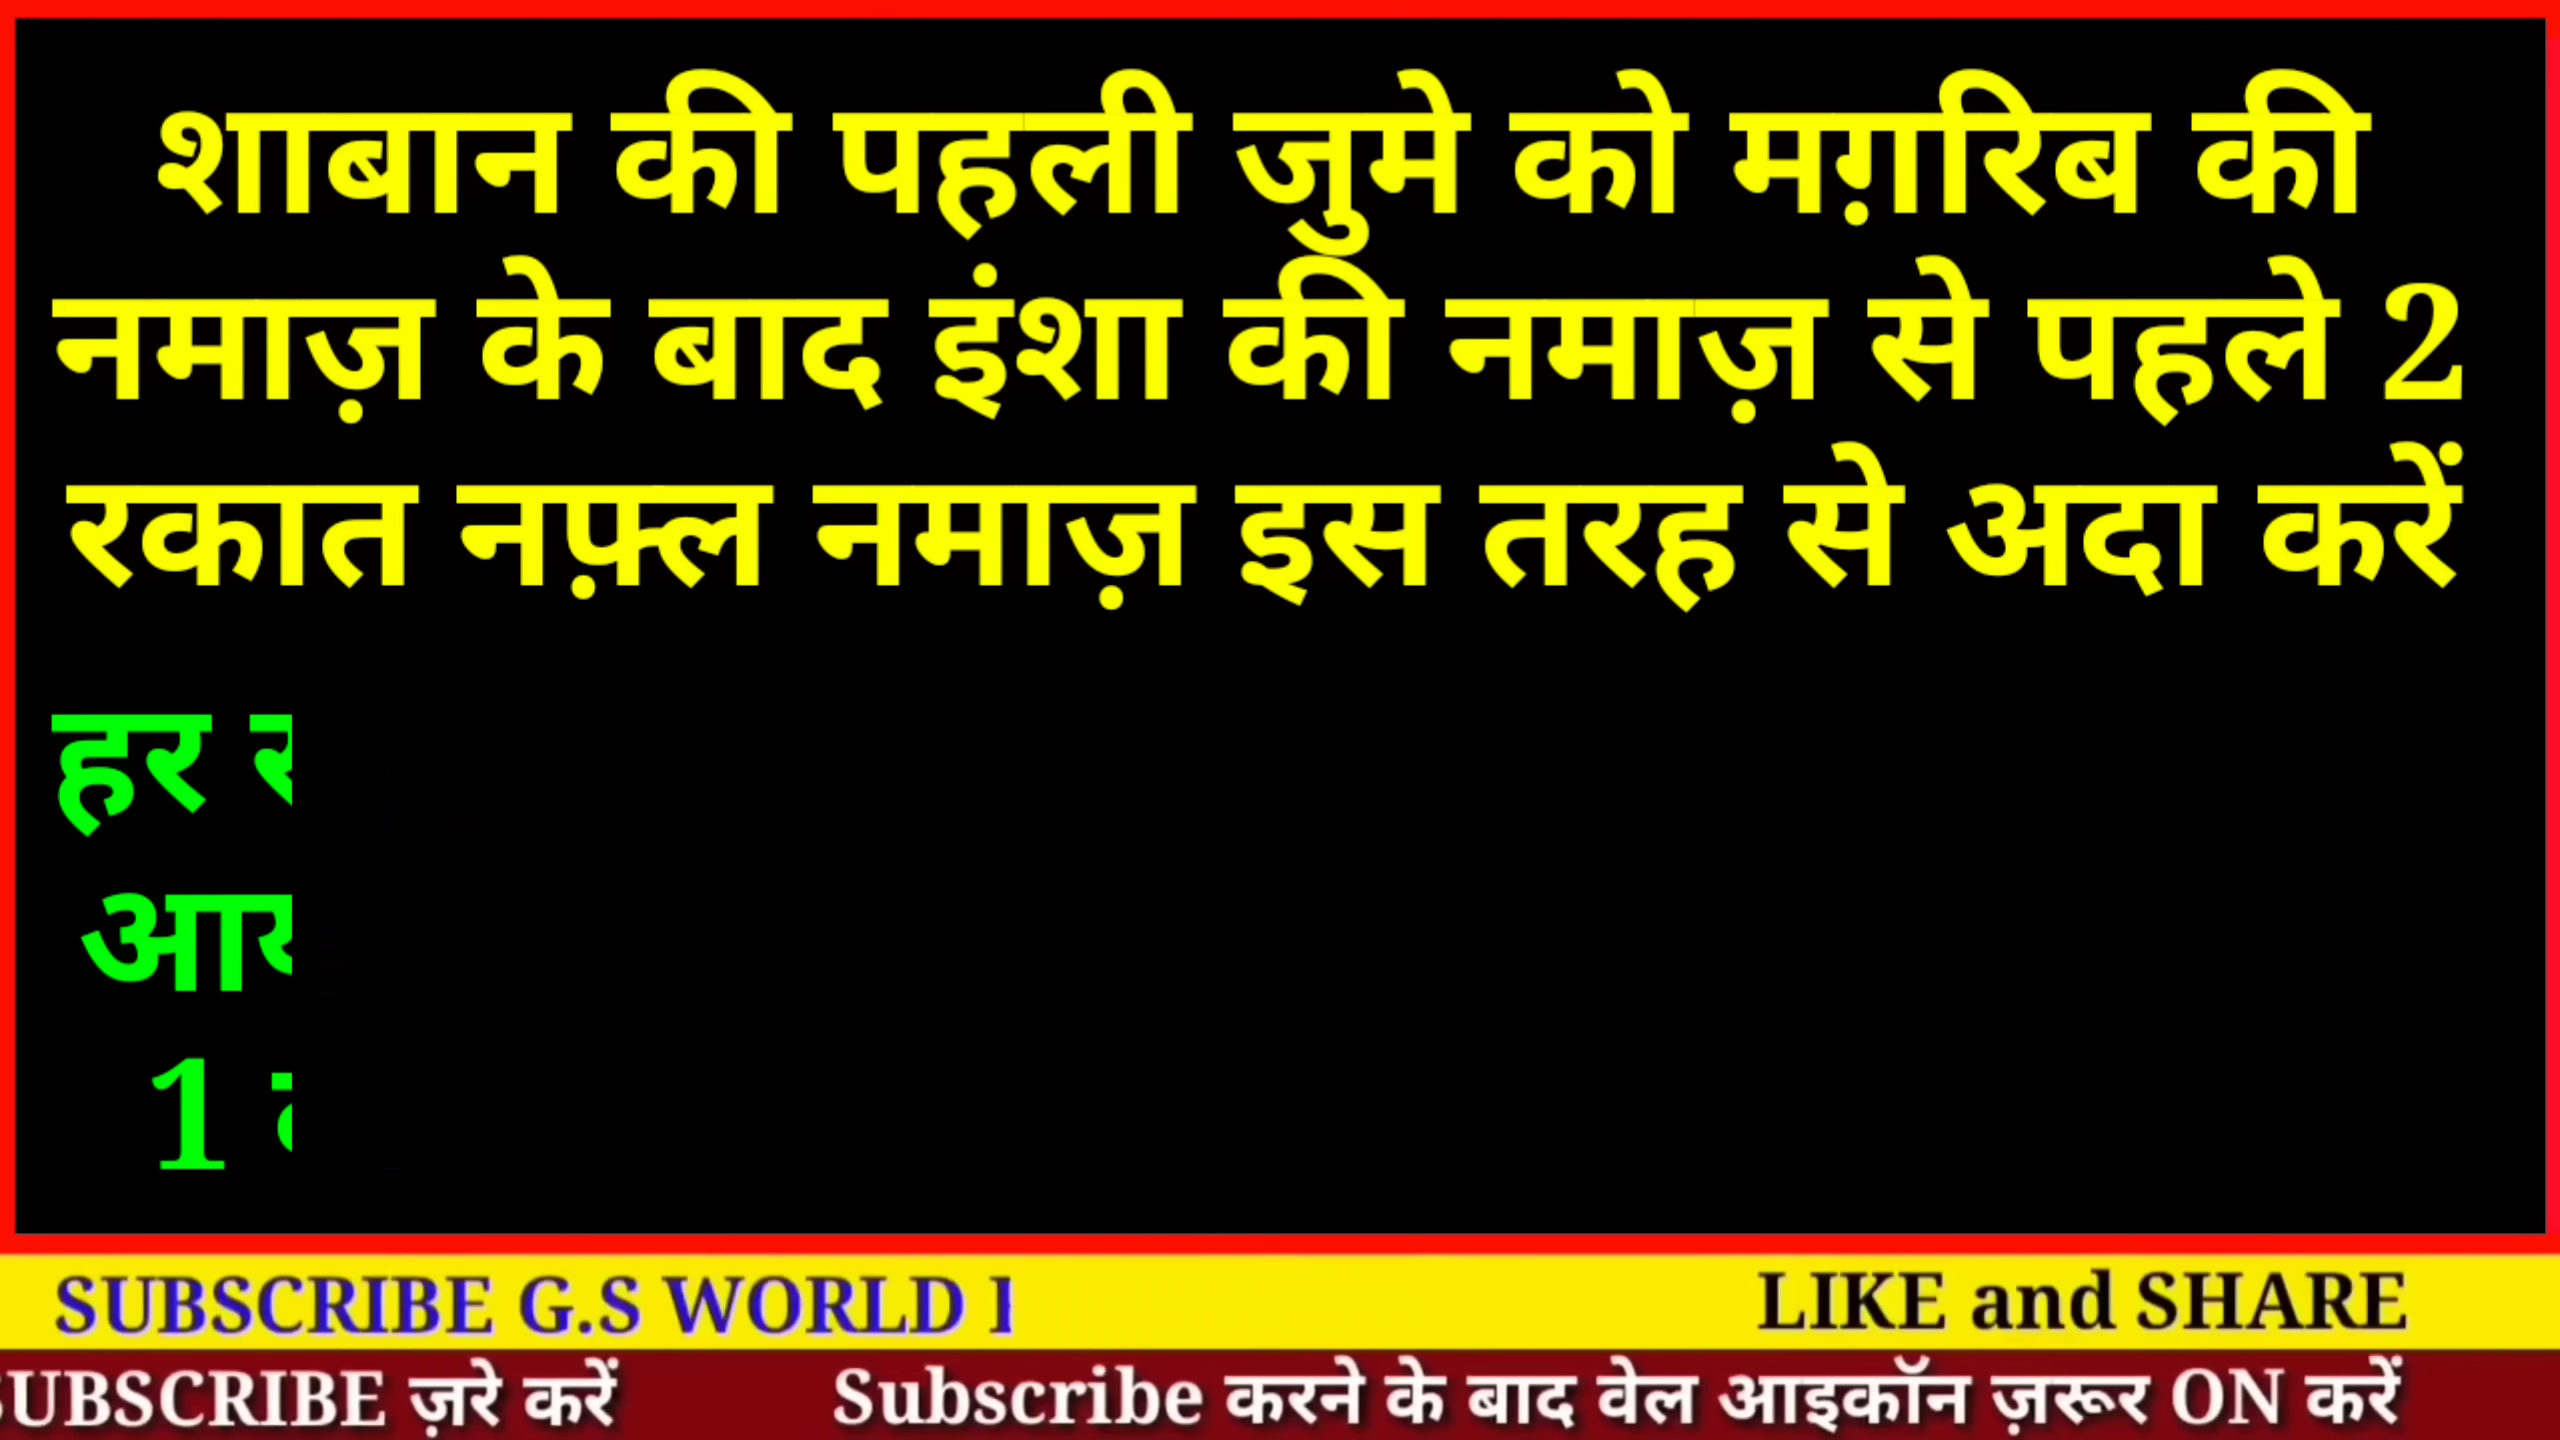 शाबान की पहली जुमे को मग़रिब की
नमाज़ के बाद इंशा की नमाज़ से पहले 2
रकात नफ़्ल नमाज़ इस तरह से अदा करें
हर
1
SUBSCRIBE G.S WORLD
LIKE and SHARE
SUBSCRIBE ज़रे करें
Subscribe करने के बाद वेल आइकॉन ज़रूर ON करें